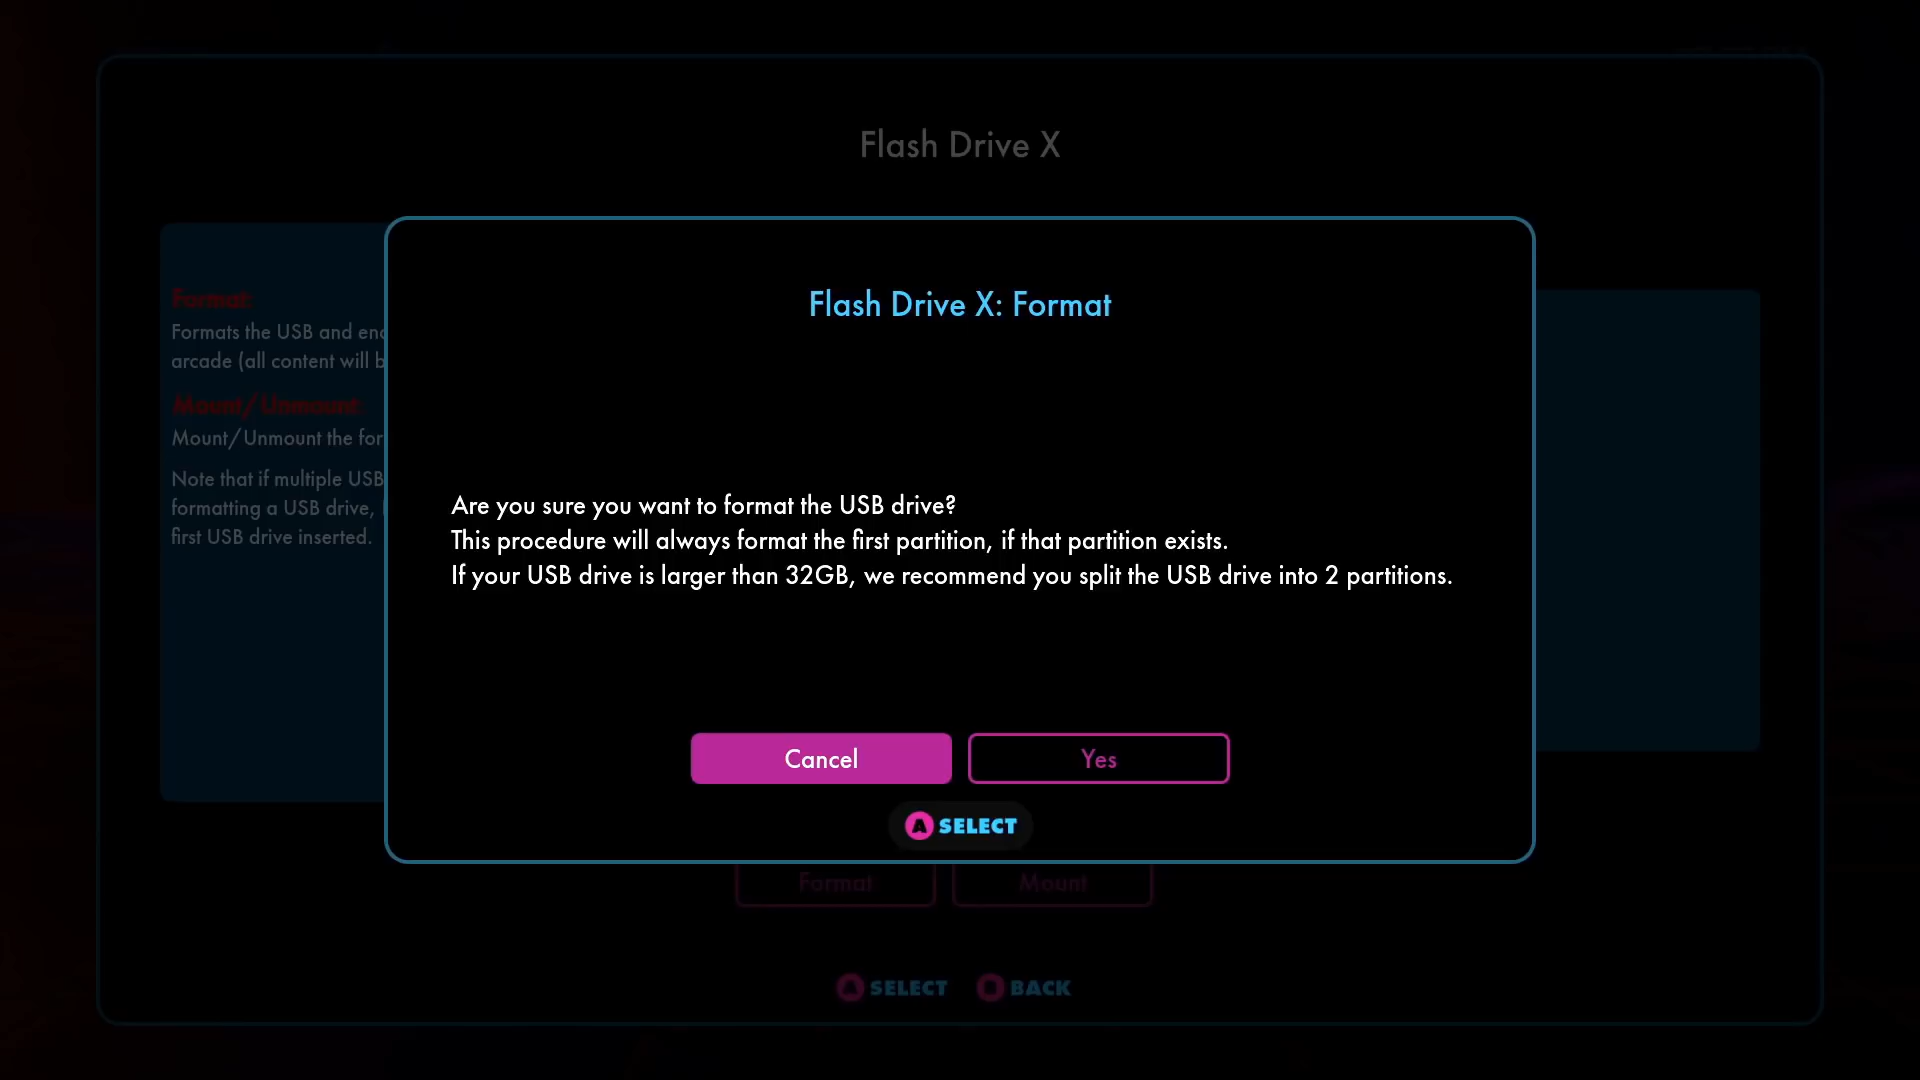 Flash Drive X
Flash Drive X: Format
Format:
Formats the USB and
arcade (all content will
Mount/Unmount:
Mount/Unmount the
Note that if multiple USB
formatting a USB drive,
first USB drive inserted.
Are you sure you want to format the USB drive?
This procedure will always format the first partition, if that partition exists.
If your USB drive is larger than 32GB, we recommend you split the USB drive into 2 partitions.
Cancel
Yes
A SELECT
Format
Mount
A SELECT
BACK